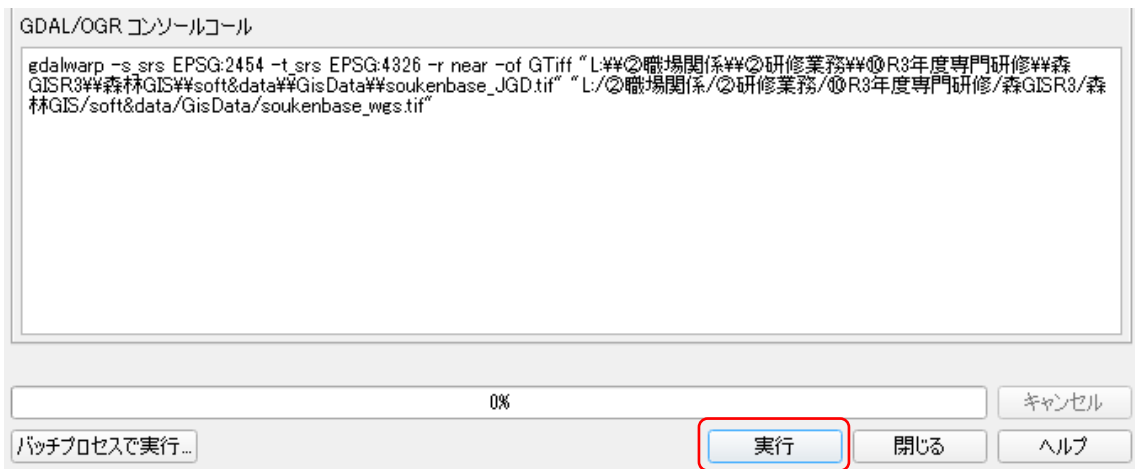 GDAL/OGR コンソールコール
gdalwarp -s_srs EPSG:2454 -t_srs EPSG:4326 -r near -of GTiff "L:¥¥②職場関係¥¥②研修業務¥¥⑩R3年度専門研修¥¥森
GISR3¥¥森林GIS¥¥soft&data¥¥GisData¥¥soukenbase_JGD.tif" "L:/②職場関係/②研修業務/⑩R3年度専門研修/森GISR3/森
林GIS/soft&data/GisData/soukenbase_wgs.tif"
0%
キャンセル
バッチプロセスで実行...
実行
閉じる
ヘルプ